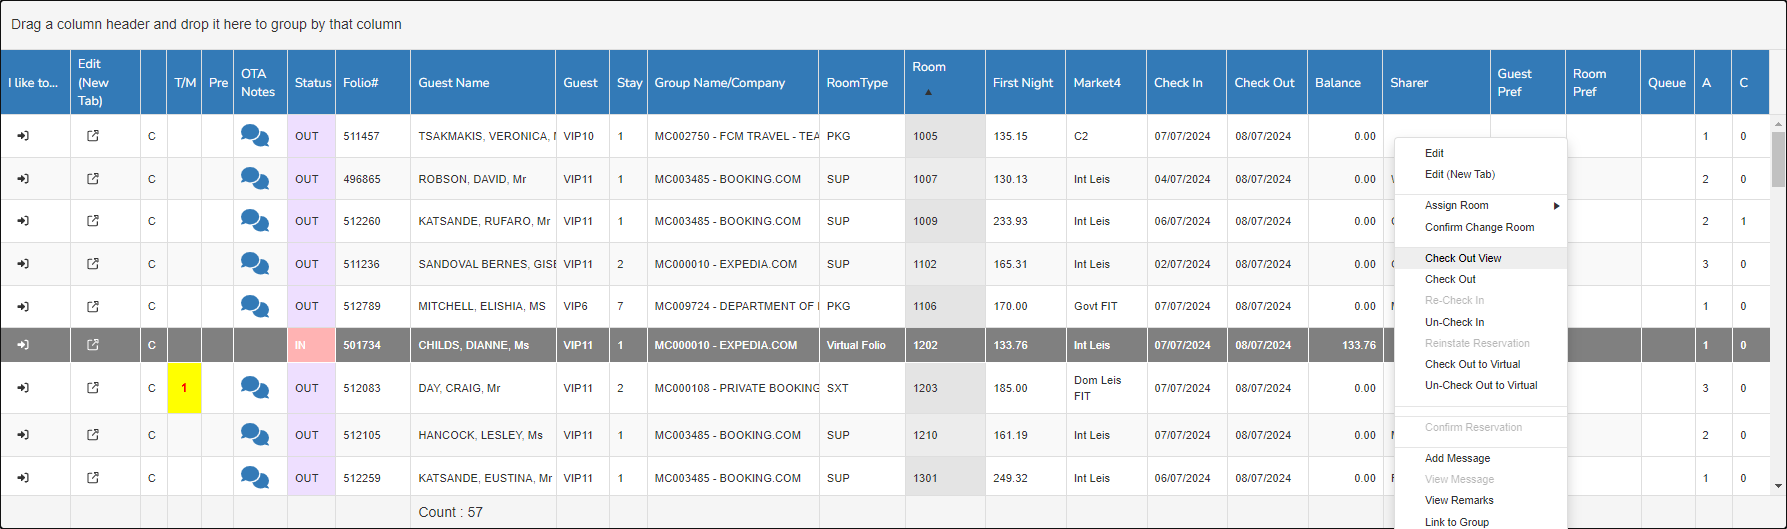 Drag a column header and drop it here to group by that column
I like to... Edit (New Tab) T/M Pre OTA Notes Status Folio# Guest Name Guest Stay Group Name/Company RoomType Room First Night Market4 Check In Check Out Balance Sharer Guest Pref Room Pref Queue A C
C OUT 511457 TSAKMAKIS, VERONICA, VIP10 1 MC002750 - FCM TRAVEL - TEA PKG 1005 135.15 C2 07/07/2024 08/07/2024 0.00 1 0
C OUT 496865 ROBSON, DAVID, Mr VIP11 1 MC003485 - BOOKING.COM SUP 1007 130.13 Int Leis 04/07/2024 08/07/2024 0.00 2 0
C OUT 512260 KATSANDE, RUFARO, Mr VIP11 1 MC003485 - BOOKING.COM SUP 1009 233.93 Int Leis 06/07/2024 08/07/2024 0.00 2 1
C OUT 511236 SANDOVAL BERNES, GISE VIP11 2 MC000010 - EXPEDIA.COM SUP 1102 165.31 Int Leis 02/07/2024 08/07/2024 0.00 3 0
C OUT 512789 MITCHELL, ELISHIA, MS VIP6 7 MC009724 - DEPARTMENT OF PKG 1106 170.00 Govt FIT 07/07/2024 08/07/2024 0.00 1 0
C IN 501734 CHILDS, DIANNE, Ms VIP11 1 MC000010 - EXPEDIA.COM Virtual Folio 1202 133.76 Int Leis 07/07/2024 08/07/2024 133.76 1 0
C 1 OUT 512083 DAY, CRAIG, Mr VIP11 2 MC000108 - PRIVATE BOOKING SXT 1203 185.00 Dom Leis FIT 07/07/2024 08/07/2024 0.00 3 0
C OUT 512105 HANCOCK, LESLEY, Ms VIP11 1 MC003485 - BOOKING.COM SUP 1210 161.19 Int Leis 07/07/2024 08/07/2024 0.00 2 0
C OUT 512259 KATSANDE, EUSTINA, Mr VIP11 1 MC003485 - BOOKING.COM SUP 1301 249.32 Int Leis 06/07/2024 08/07/2024 0.00 1 0
Count : 57
Edit
Edit (New Tab)
Assign Room
Confirm Change Room
Check Out View
Check Out
Re-Check In
Un-Check In
Reinstate Reservation
Check Out to Virtual
Un-Check Out to Virtual
Confirm Reservation
Add Message
View Message
View Remarks
Link to Group